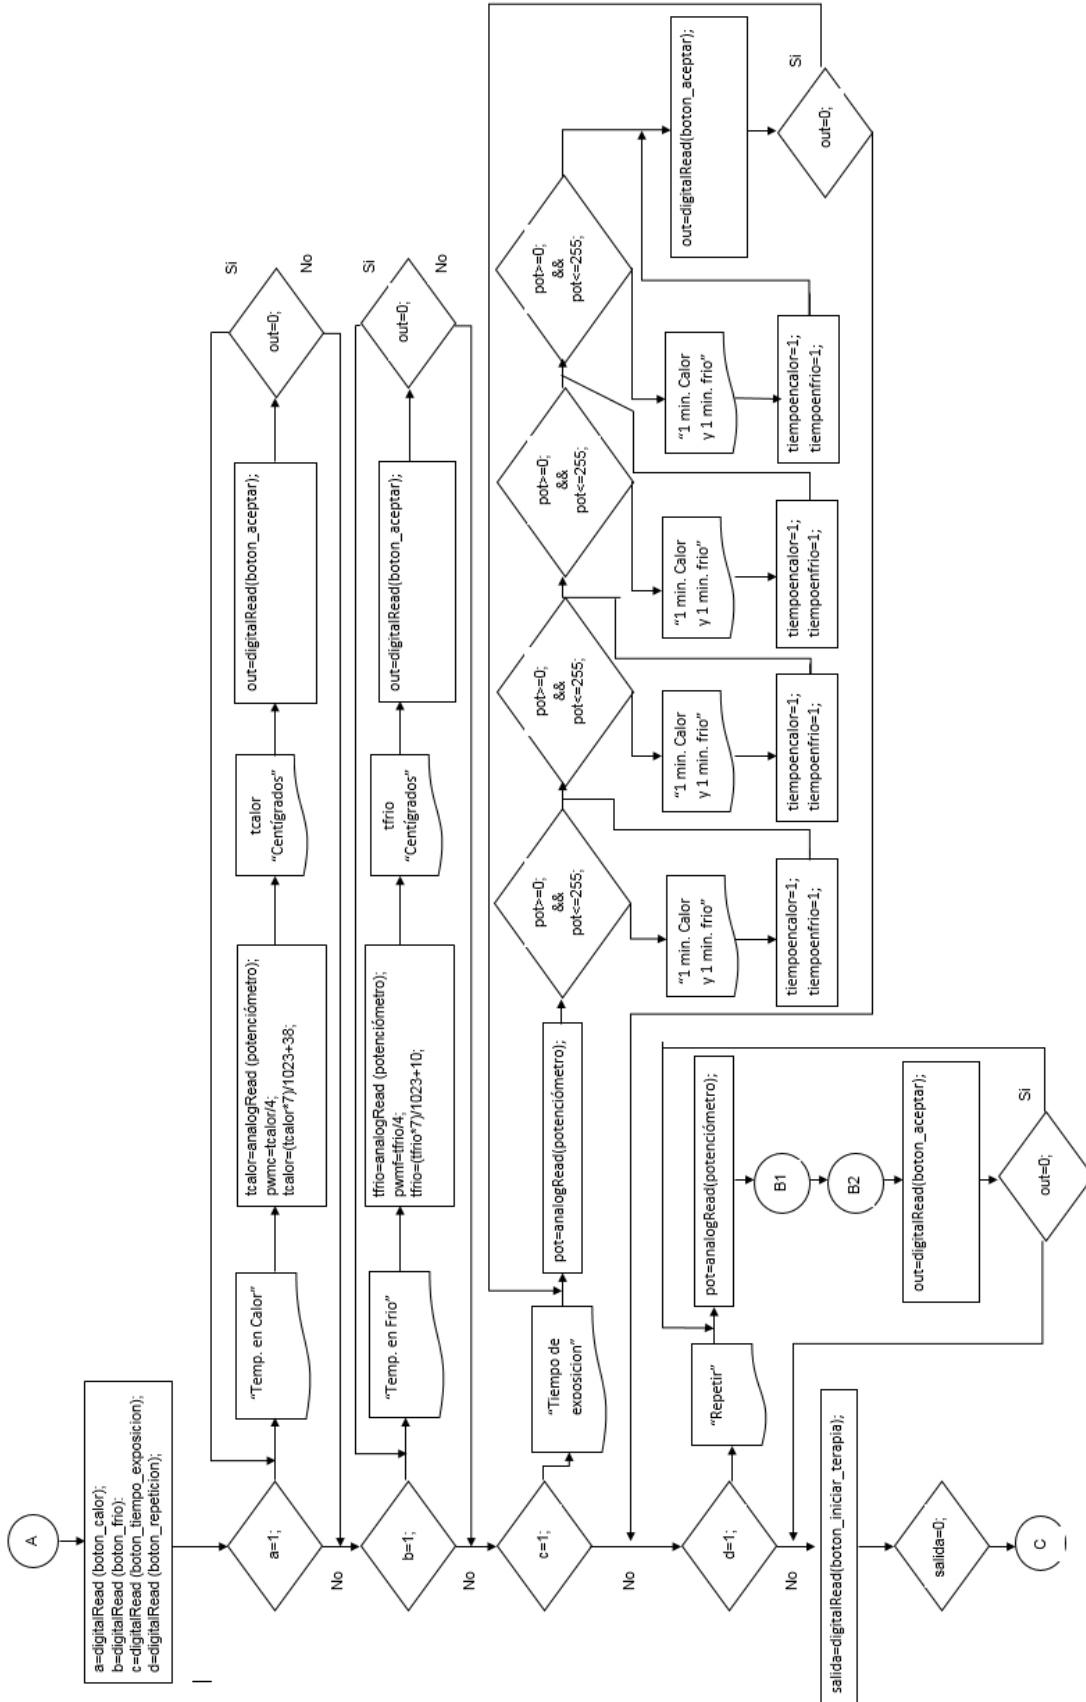 A
a=digitalRead (boton_calor);
b=digitalRead (boton_frio):
c=digitalRead (boton_tiempo_exposicion);
d=digitalRead (boton_repeticion);
a=1;
No
"Temp. en Calor"
tcalor=analogRead (potenciómetro);
pwmc=tcalor/4;
tcalor=(tcalor*7)/1023+38;
tcalor
"Centígrados"
out=digitalRead(boton_aceptar);
out=0;
Si
No
b=1;
No
"Temp. en Frio"
tfrio=analogRead (potenciómetro);
pwmf=tfrio/4;
tfrio=(tfrio*7)/1023+10;
tfrio
"Centígrados"
out=digitalRead(boton_aceptar);
out=0;
Si
No
c=1;
No
"Tiempo de
exposicion"
pot=analogRead(potenciómetro);
pot>=0;
&&
pot<=255;
"1 min. Calor
y 1 min. frio"
tiempoencalor=1;
tiempoenfrio=1;
pot>=0;
&&
pot<=255;
"1 min. Calor
y 1 min. frio"
tiempoencalor=1;
tiempoenfrio=1;
pot>=0;
&&
pot<=255;
"1 min. Calor
y 1 min. frio"
tiempoencalor=1;
tiempoenfrio=1;
pot>=0;
&&
pot<=255;
"1 min. Calor
y 1 min. frio"
tiempoencalor=1;
tiempoenfrio=1;
out=digitalRead(boton_aceptar);
out=0;
Si
d=1;
No
"Repetir"
pot=analogRead(potenciómetro);
B1
B2
out=digitalRead(boton_aceptar);
out=0;
Si
salida=digitalRead(boton_iniciar_terapia);
salida=0;
C